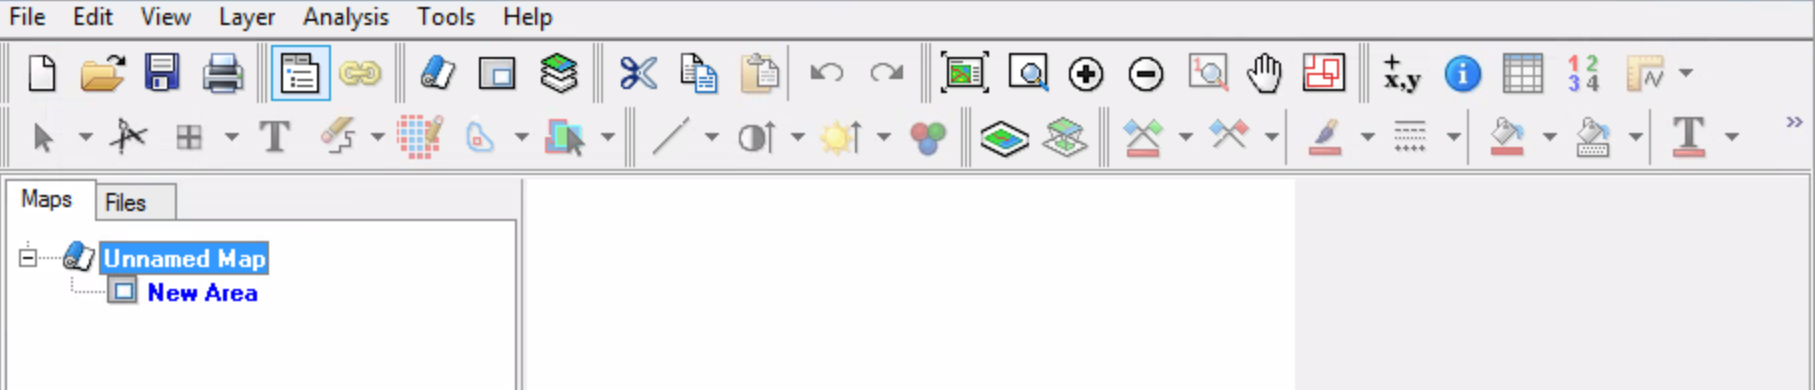 File Edit View Layer Analysis Tools Help
+
x,y
i
1 2
3 4
T
T
Maps Files
Unnamed Map
New Area